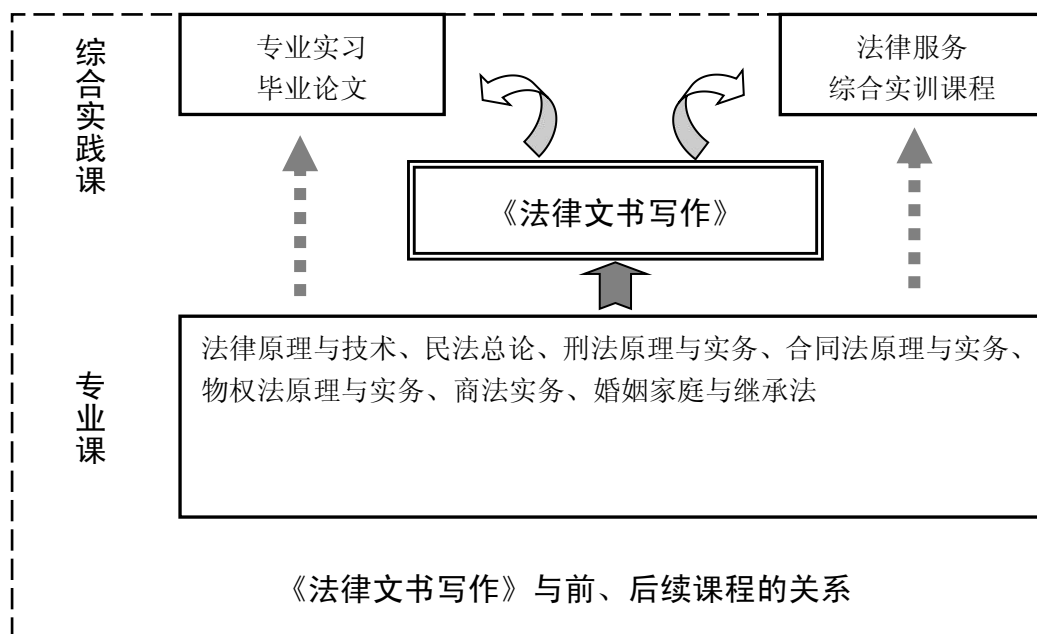 综合实践课
专业实习
毕业论文
法律服务
综合实训课程
《法律文书写作》
专业课
法律原理与技术、民法总论、刑法原理与实务、合同法原理与实务、
物权法原理与实务、商法实务、婚姻家庭与继承法
《法律文书写作》与前、后续课程的关系